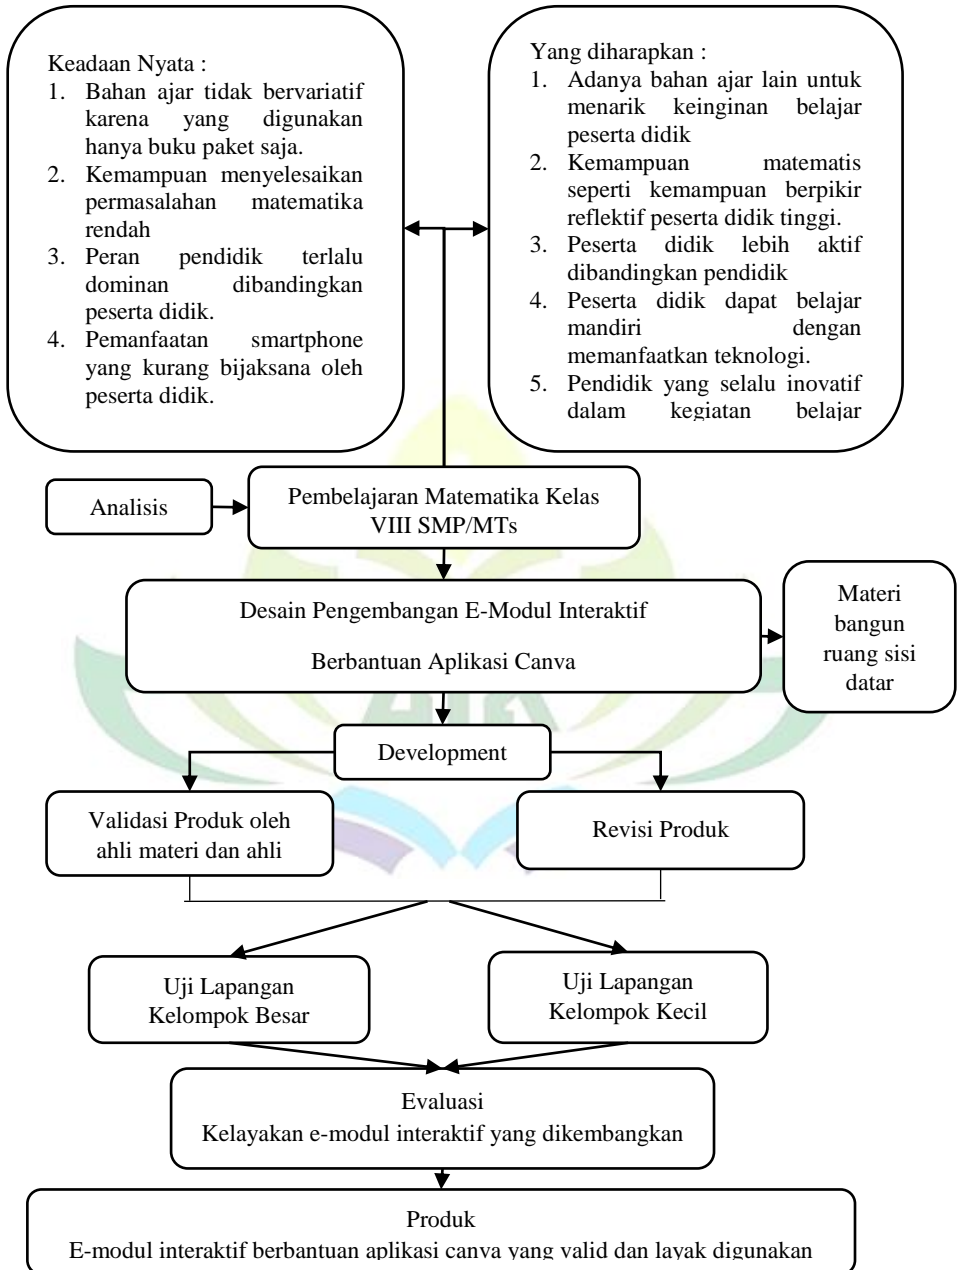 Keadaan Nyata :
1. Bahan ajar tidak bervariatif
karena yang digunakan
hanya buku paket saja.
2. Kemampuan menyelesaikan
permasalahan matematika
rendah
3. Peran pendidik terlalu
dominan dibandingkan
peserta didik.
4. Pemanfaatan smartphone
yang kurang bijaksana oleh
peserta didik.
Yang diharapkan :
1. Adanya bahan ajar lain untuk
menarik keinginan belajar
peserta didik
2. Kemampuan matematis
seperti kemampuan berpikir
reflektif peserta didik tinggi.
3. Peserta didik lebih aktif
dibandingkan pendidik
4. Peserta didik dapat belajar
mandiri dengan
memanfaatkan teknologi.
5. Pendidik yang selalu inovatif
dalam kegiatan belajar
Analisis
Pembelajaran Matematika Kelas
VIII SMP/MTs
Desain Pengembangan E-Modul Interaktif
Berbantuan Aplikasi Canva
Materi
bangun
ruang sisi
datar
Development
Validasi Produk oleh
ahli materi dan ahli
Revisi Produk
Uji Lapangan
Kelompok Besar
Uji Lapangan
Kelompok Kecil
Evaluasi
Kelayakan e-modul interaktif yang dikembangkan
Produk
E-modul interaktif berbantuan aplikasi canva yang valid dan layak digunakan